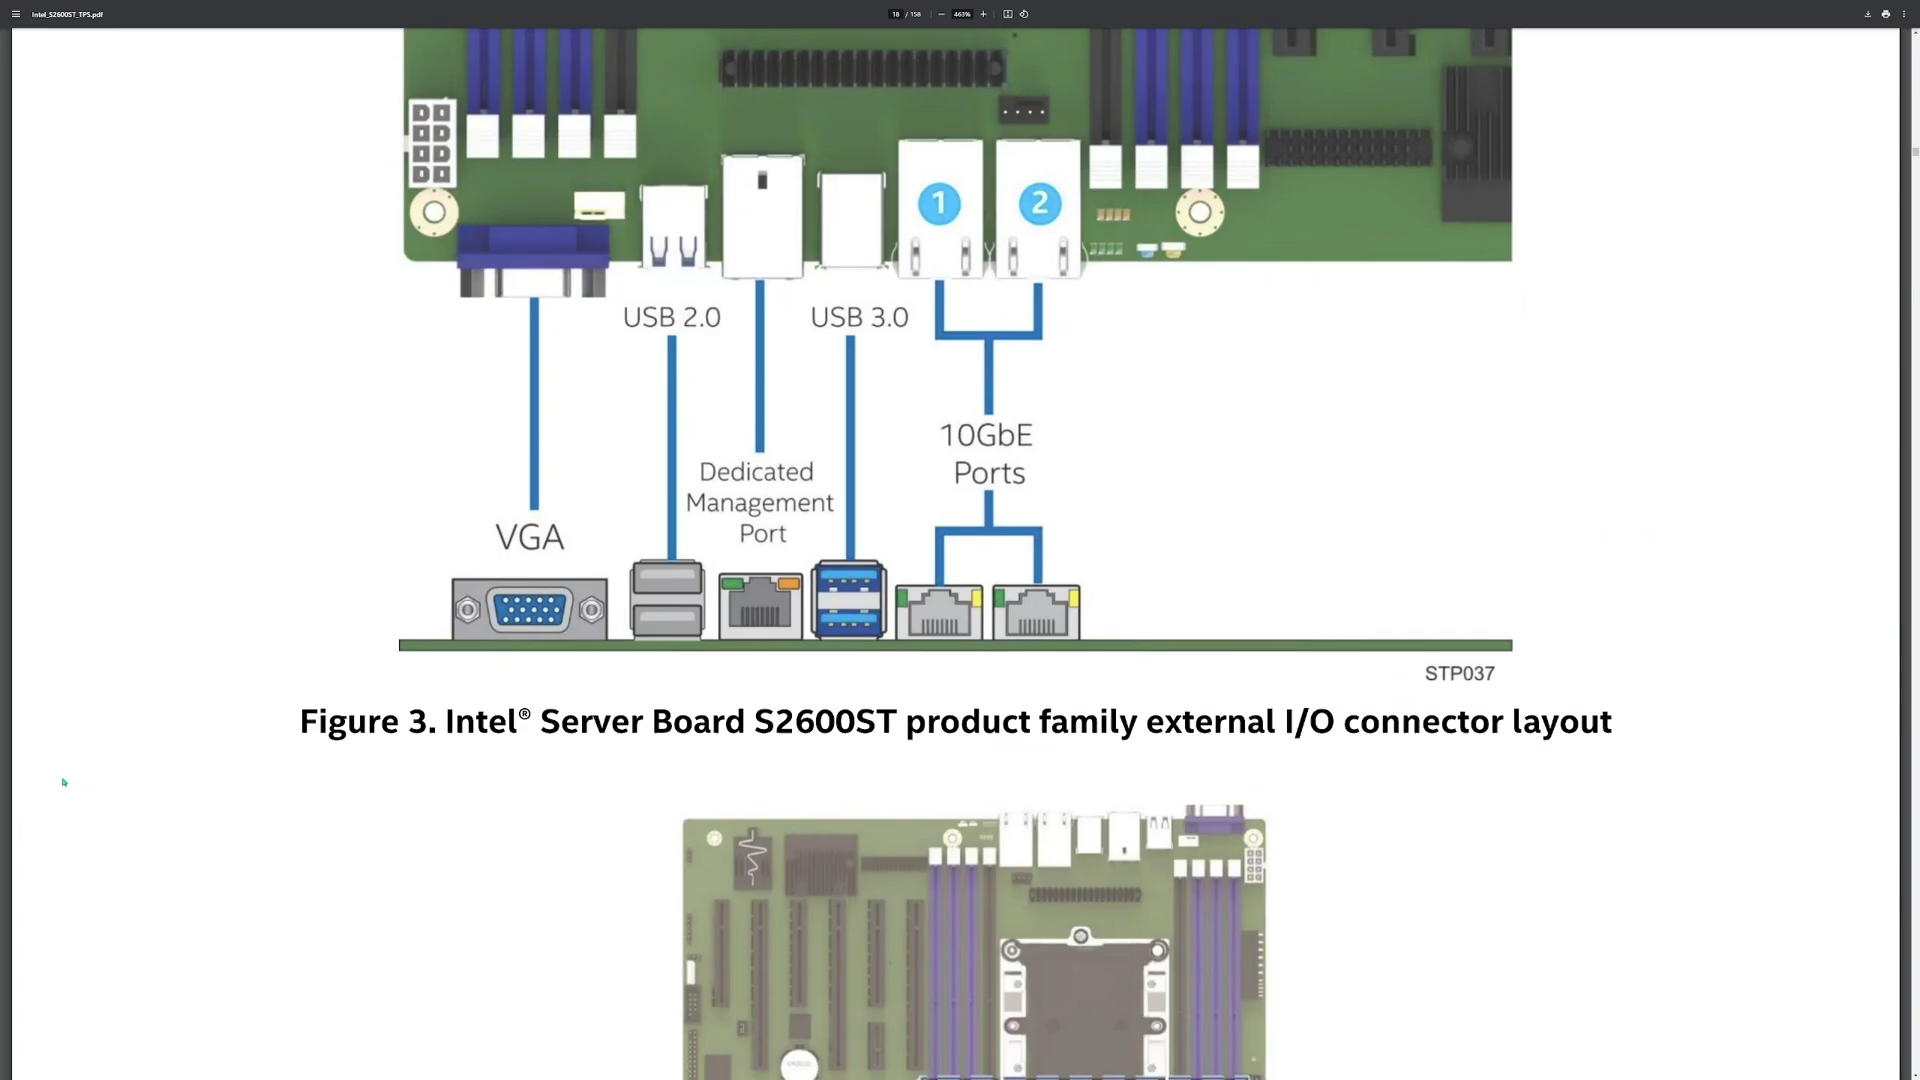 Intel_S2600ST_TPS.pdf
18 / 158
463%
1
2
USB 2.0
USB 3.0
10GbE
Ports
Dedicated
Management
Port
VGA
STP037
Figure 3. Intel® Server Board S2600ST product family external I/O connector layout